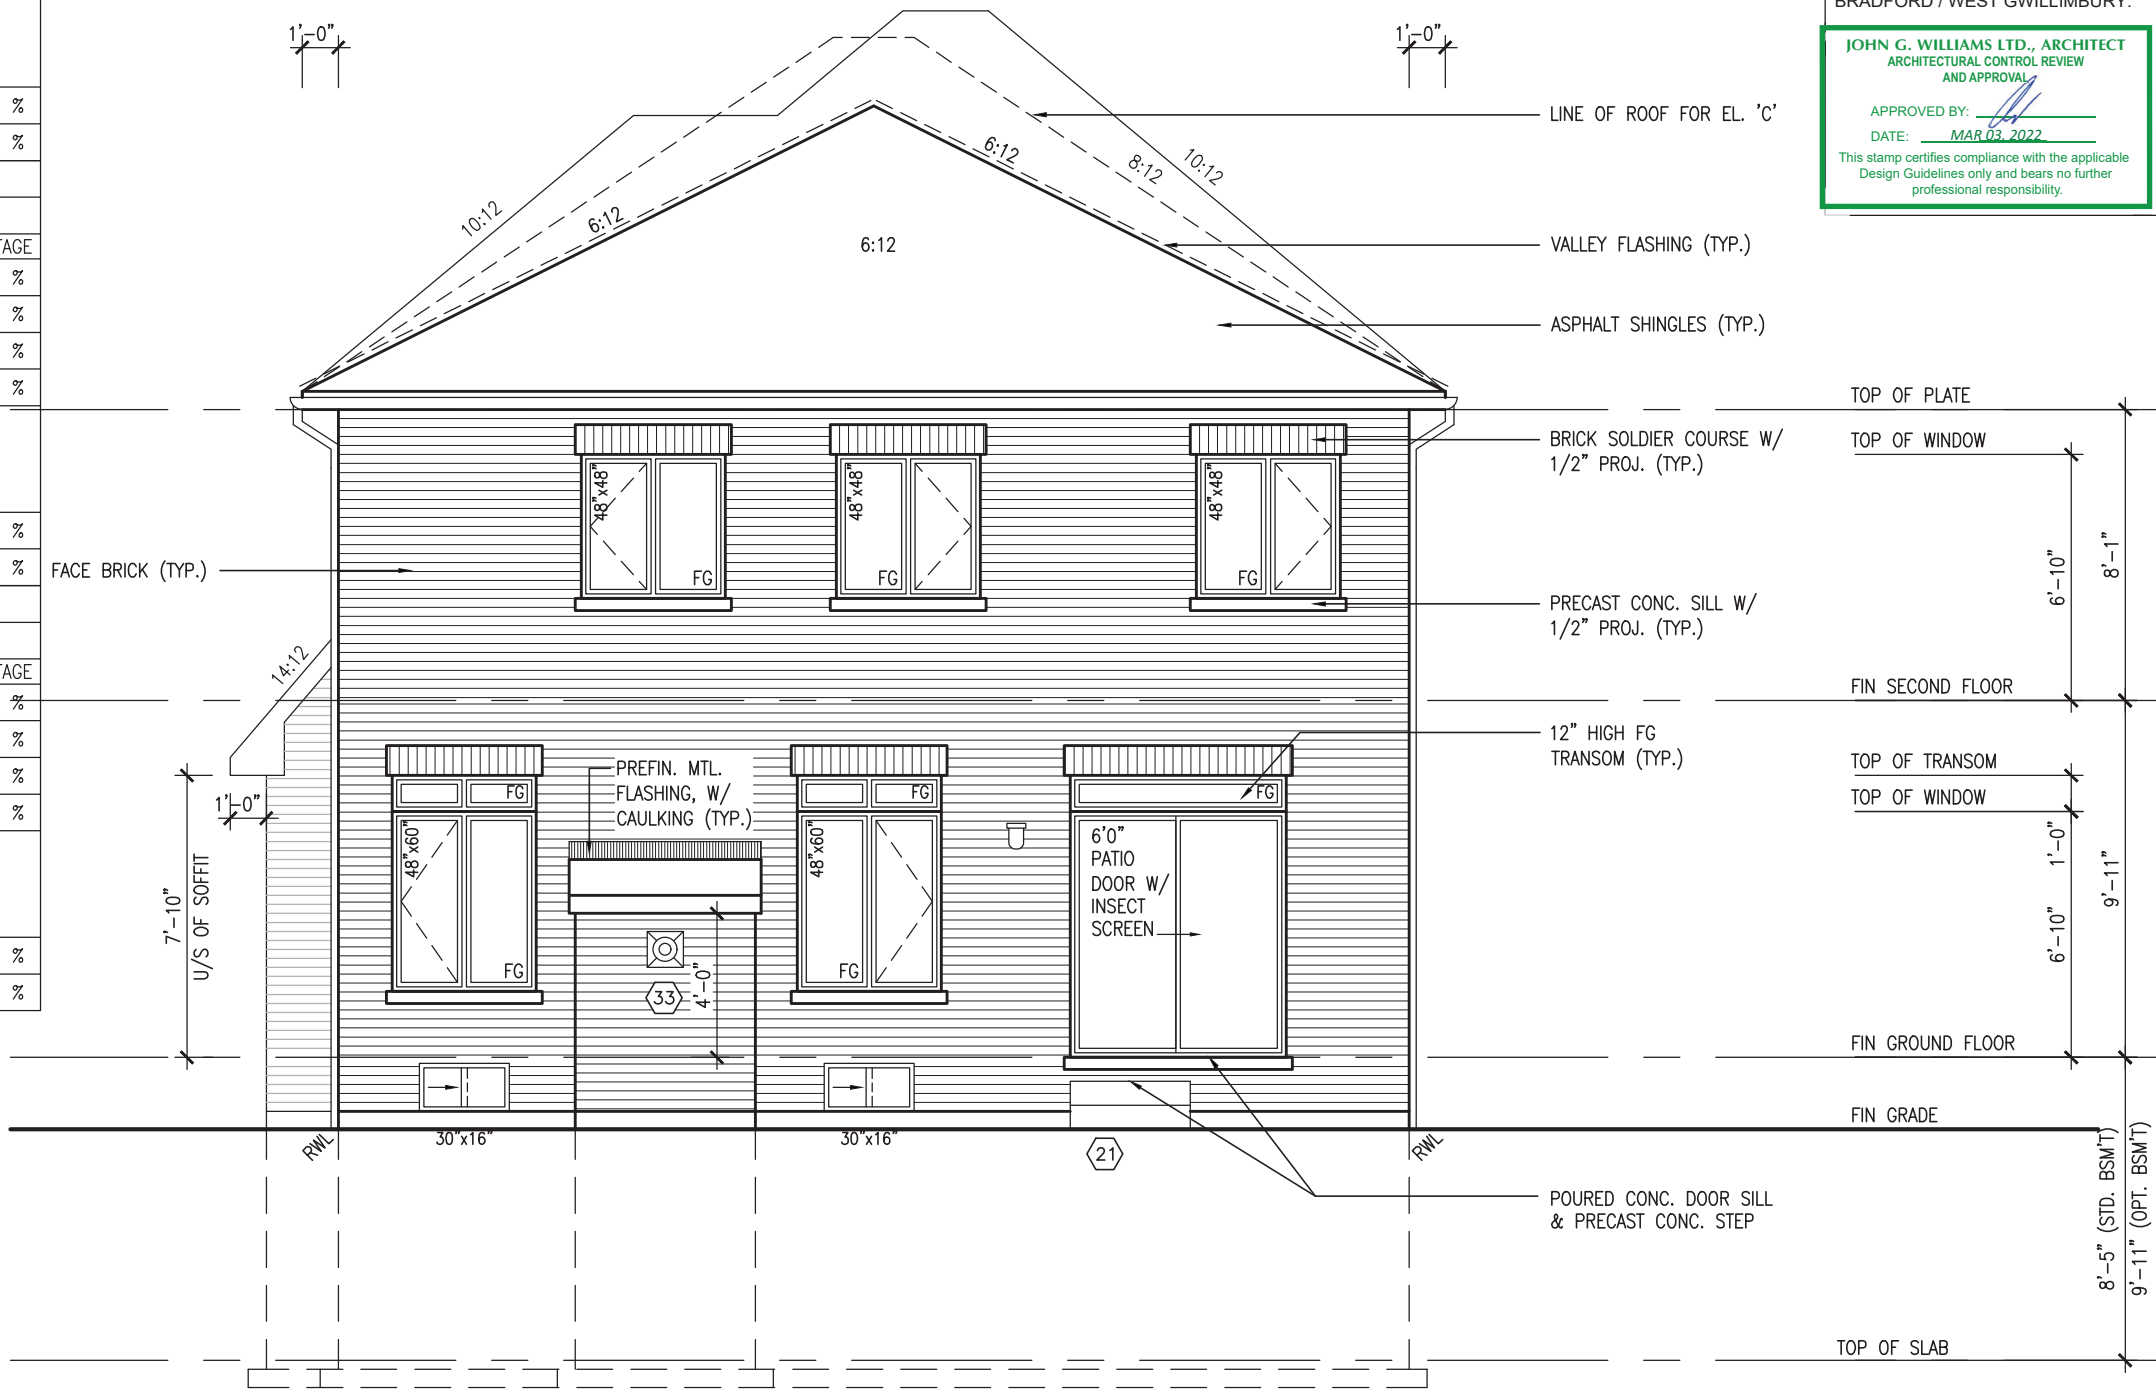 BRADFORD / WEST GWILLIMBURY.
JOHN G. WILLIAMS LTD., ARCHITECT
ARCHITECTURAL CONTROL REVIEW
AND APPROVAL
APPROVED BY:
DATE: MAR 03, 2022
This stamp certifies compliance with the applicable
Design Guidelines only and bears no further
professional responsibility.
%
%
TAGE
%
%
%
%
%
%
TAGE
%
%
%
%
%
%
1'-0"
1'-0"
LINE OF ROOF FOR EL. 'C'
6:12
8:12
10:12
10:12
6:12
6:12
VALLEY FLASHING (TYP.)
ASPHALT SHINGLES (TYP.)
TOP OF PLATE
BRICK SOLDIER COURSE W/
1/2" PROJ. (TYP.)
TOP OF WINDOW
48"x48"
FG
48"x48"
FG
48"x48"
FG
FACE BRICK (TYP.)
6'-10"
8'-1"
PRECAST CONC. SILL W/
1/2" PROJ. (TYP.)
14:12
FIN SECOND FLOOR
12" HIGH FG
TRANSOM (TYP.)
TOP OF TRANSOM
TOP OF WINDOW
PREFIN. MTL.
FLASHING, W/
CAULKING (TYP.)
FG
FG
FG
1'-0"
48"x60"
FG
48"x60"
FG
6'0"
PATIO
DOOR W/
INSECT
SCREEN
7'-10"
U/S OF SOFFIT
33
4'-0"
1'-0"
6'-10"
9'-11"
FIN GROUND FLOOR
FIN GRADE
RWL
30"x16"
30"x16"
21
RWL
POURED CONC. DOOR SILL
& PRECAST CONC. STEP
8'-5" (STD. BSM'T)
9'-11" (OPT. BSM'T)
TOP OF SLAB